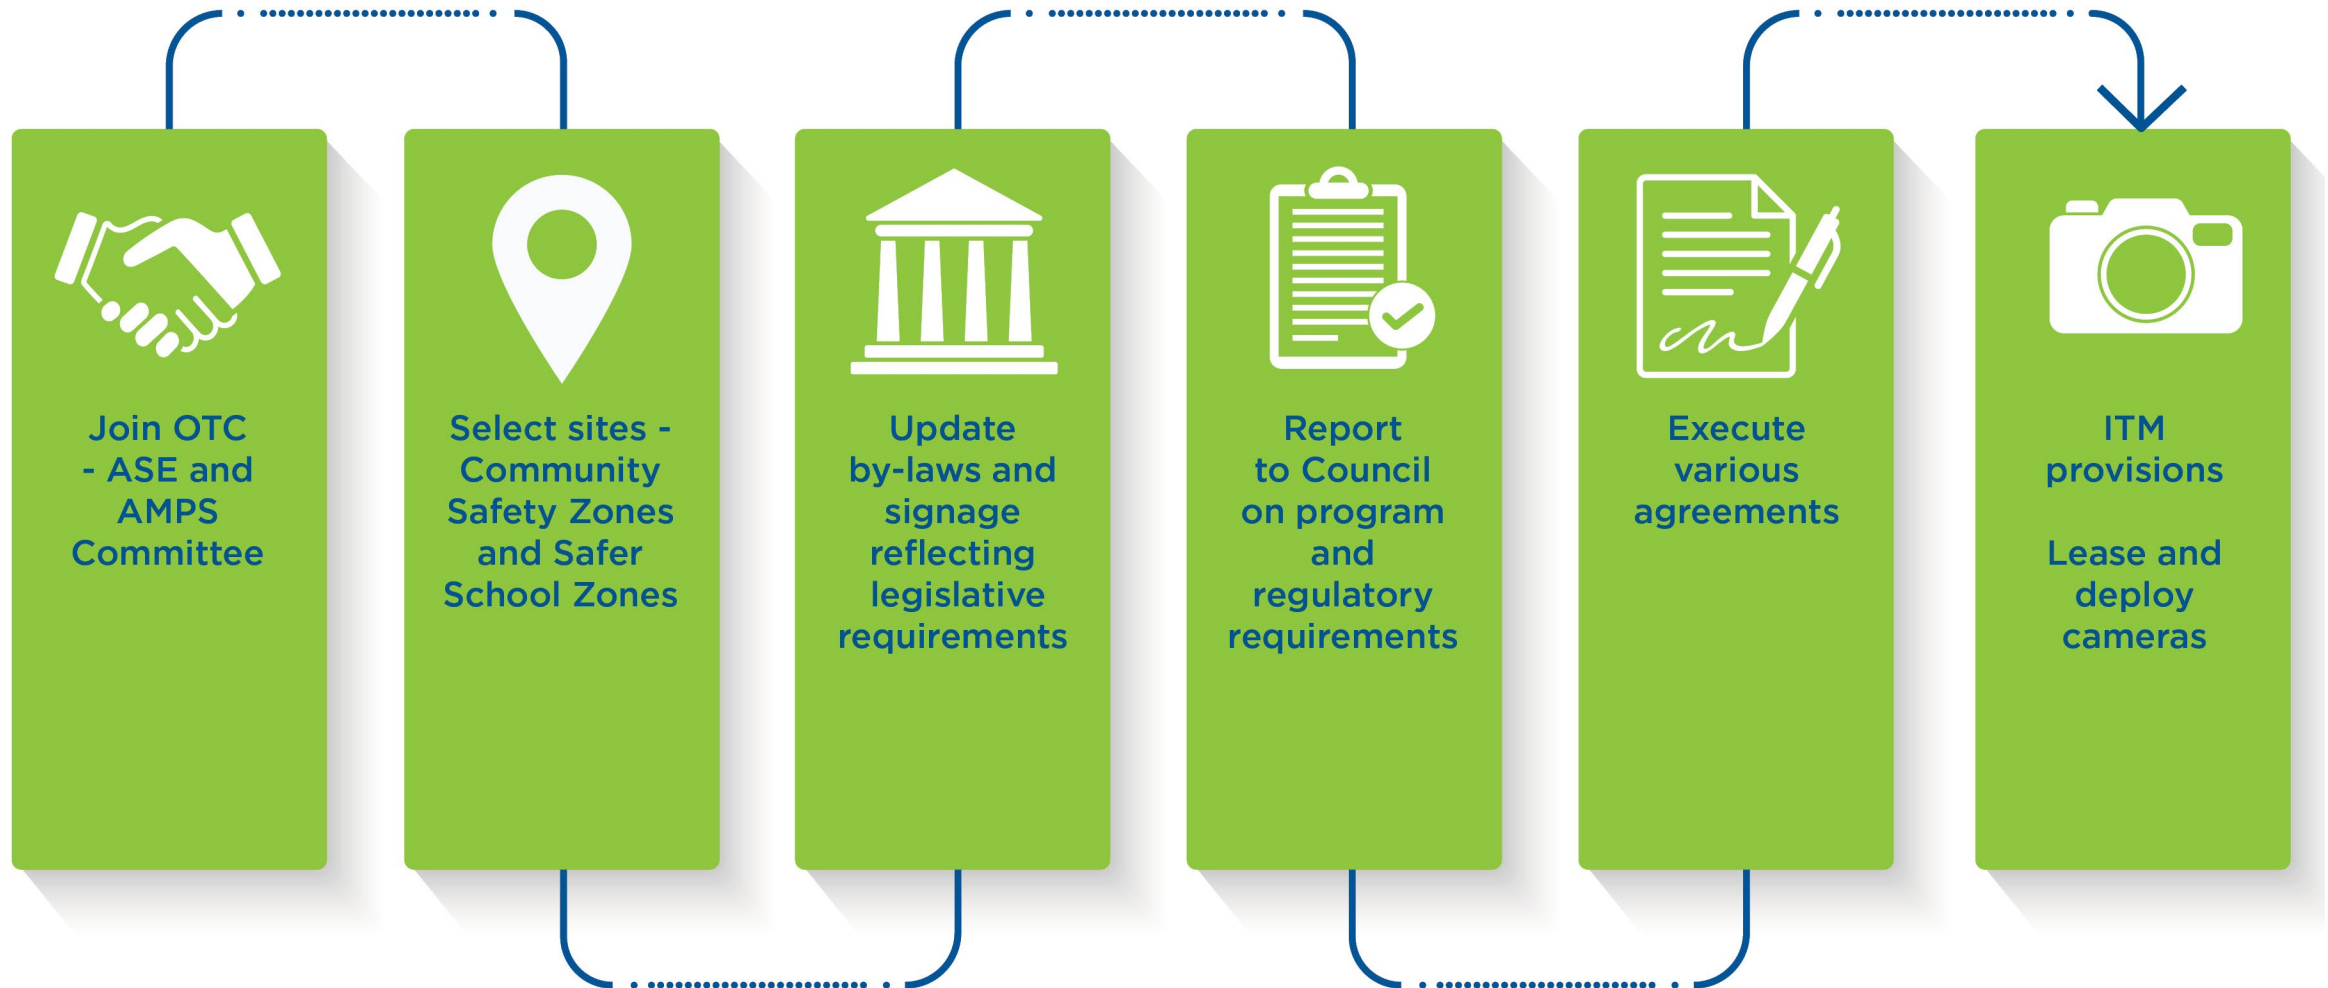 Join OTC
- ASE and
AMPS
Committee
Select sites -
Community
Safety Zones
and Safer
School Zones
Update
by-laws and
signage
reflecting
legislative
requirements
Report
to Council
on program
and
regulatory
requirements
Execute
various
agreements
ITM
provisions
Lease and
deploy
cameras